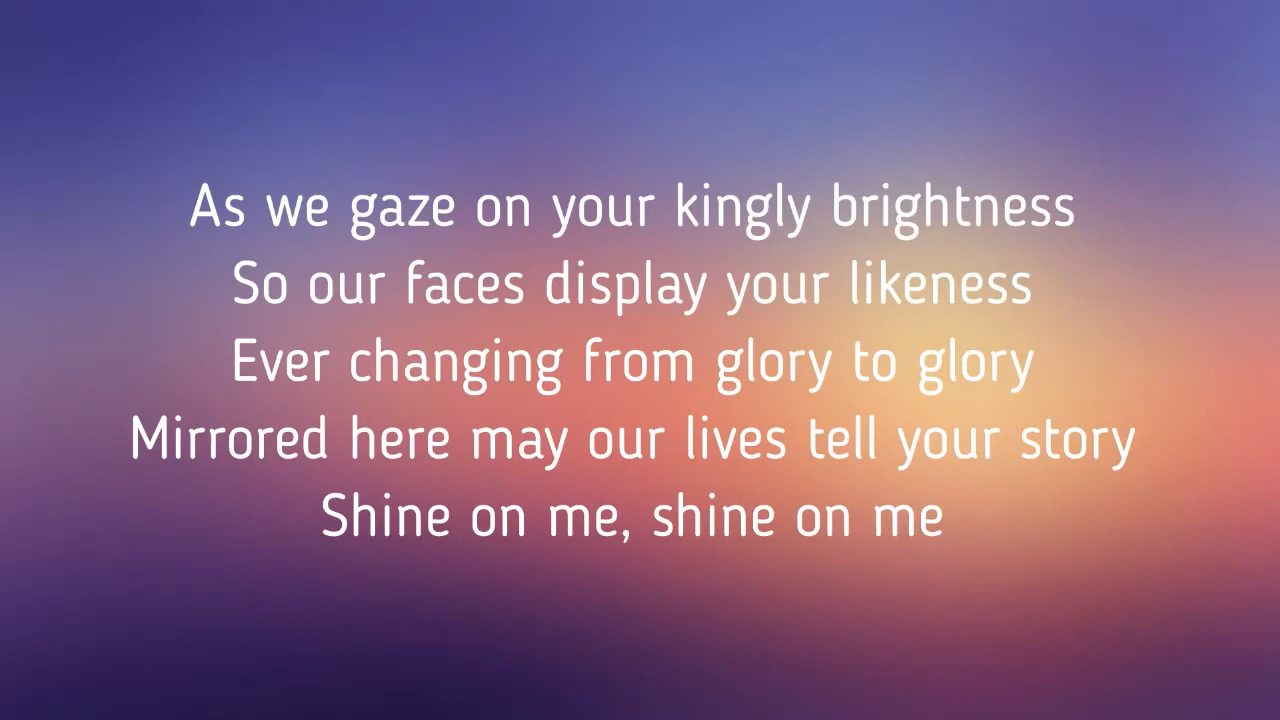 As we gaze on your kingly brightness
So our faces display your likeness
Ever changing from glory to glory
Mirrored here may our lives tell your story
Shine on me, shine on me